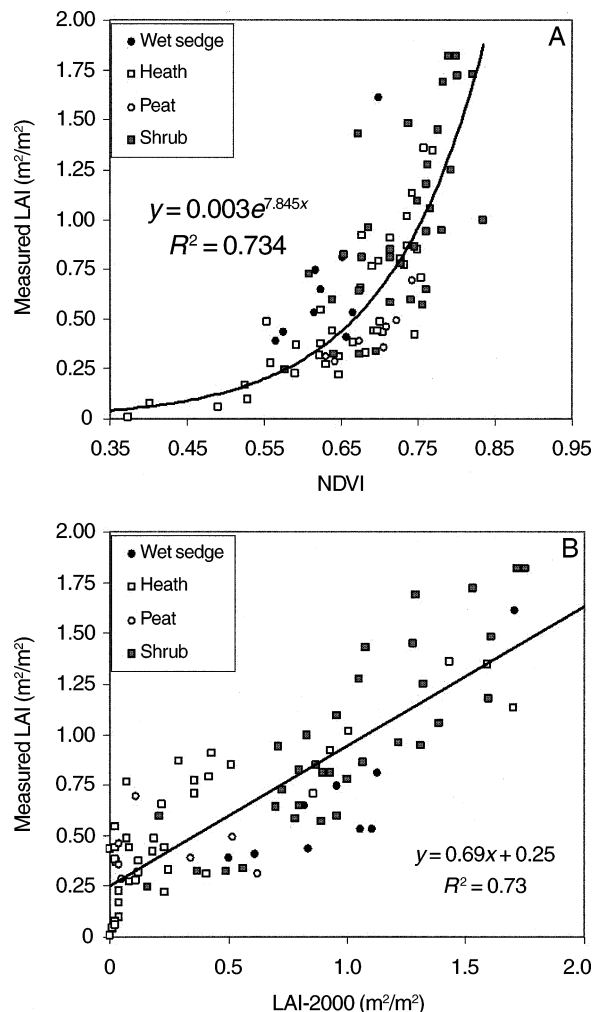 2.00
A
Wet sedge
Heath
Peat
Shrub
1.75
1.50
1.25
1.00
0.75
0.50
0.25
0
Measured LAI (m²/m²)
y = 0.003e^7.845x
R² = 0.734
0.35 0.45 0.55 0.65 0.75 0.85 0.95
NDVI
2.00
B
Wet sedge
Heath
Peat
Shrub
1.75
1.50
1.25
1.00
0.75
0.50
0.25
0
Measured LAI (m²/m²)
y = 0.69x + 0.25
R² = 0.73
0 0.5 1.0 1.5 2.0
LAI-2000 (m²/m²)